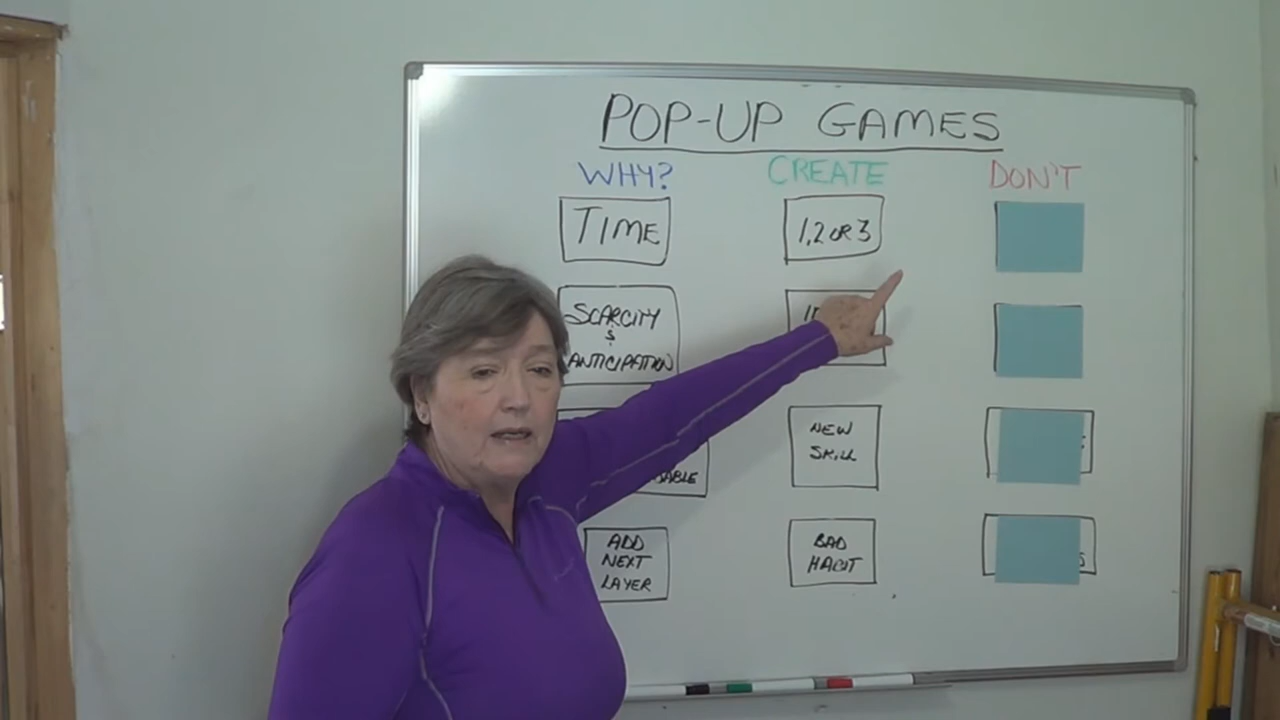 POP-UP GAMES
WHY?
CREATE
DON'T
TIME
1,2 OR 3
SCARCITY
&
ANTICIPATION
NEW
SKILL
ADD
NEXT
LAYER
BAD
HABIT